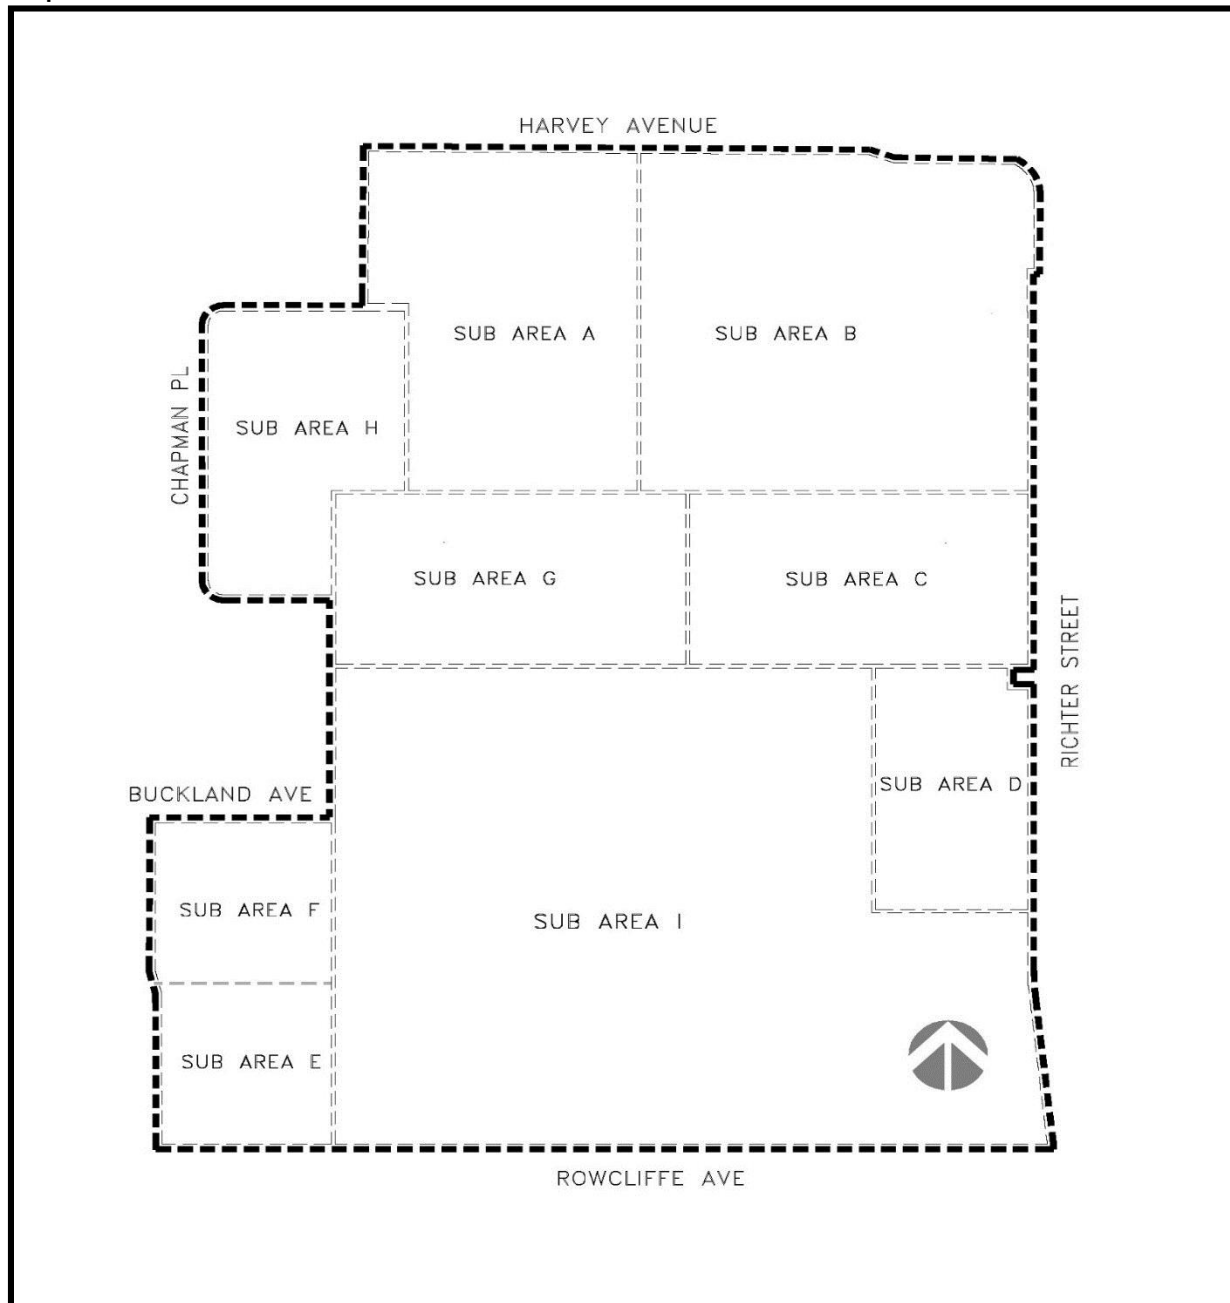 HARVEY AVENUE
SUB AREA A
SUB AREA B
CHAPMAN PL
SUB AREA H
SUB AREA G
SUB AREA C
RICHTER STREET
BUCKLAND AVE
SUB AREA D
SUB AREA F
SUB AREA I
SUB AREA E
ROWCLIFFE AVE